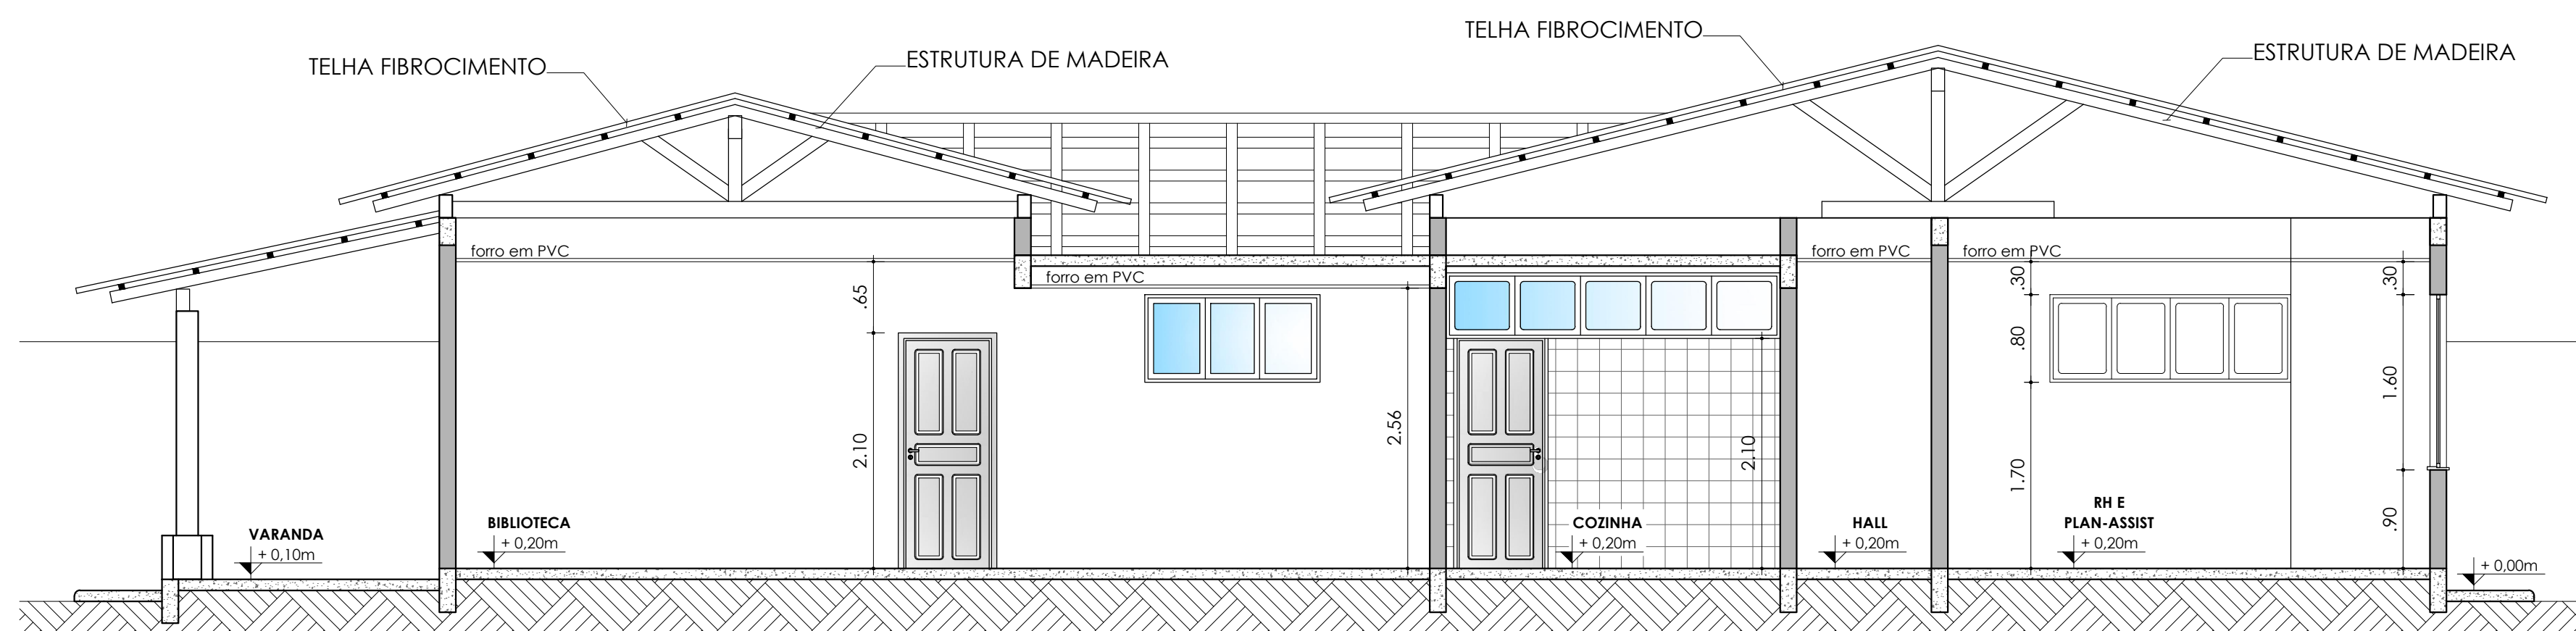 TELHA FIBROCIMENTO
ESTRUTURA DE MADEIRA
TELHA FIBROCIMENTO
ESTRUTURA DE MADEIRA
forro em PVC
forro em PVC
forro em PVC
forro em PVC
.65
2.10
2.56
2.10
.30
.80
1.70
.30
1.60
.90
VARANDA
+ 0,10m
BIBLIOTECA
+ 0,20m
COZINHA
+ 0,20m
HALL
+ 0,20m
RH E
PLAN-ASSIST
+ 0,20m
+ 0,00m